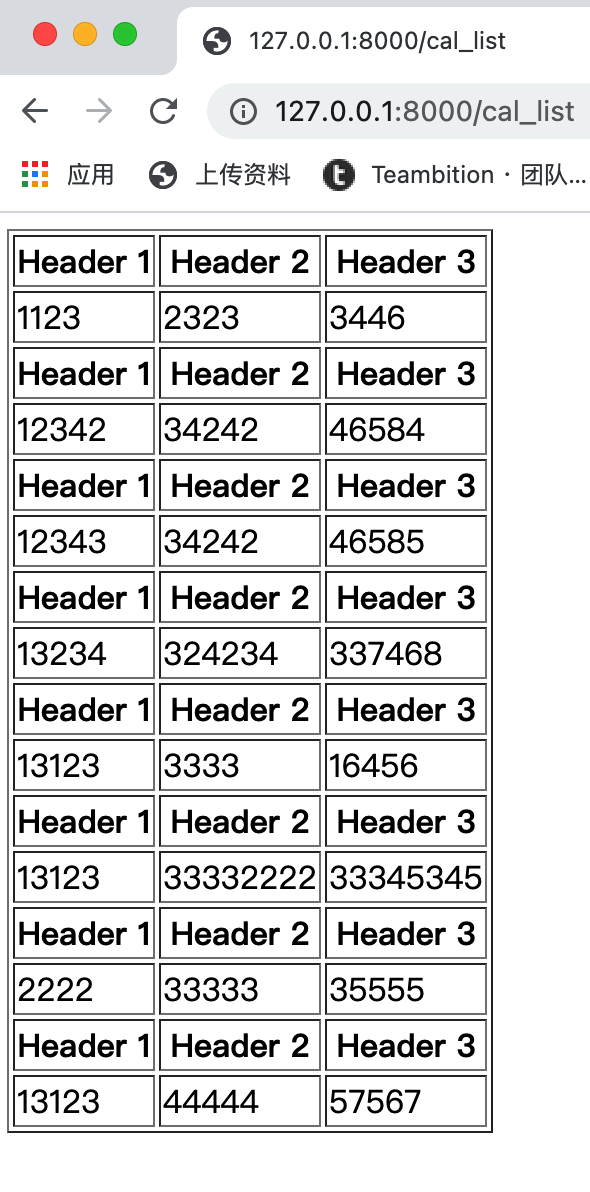 127.0.0.1:8000/cal_list
127.0.0.1:8000/cal_list
应用 上传资料 Teambition · 团队...
Header 1 Header 2 Header 3
1123 2323 3446
Header 1 Header 2 Header 3
12342 34242 46584
Header 1 Header 2 Header 3
12343 34242 46585
Header 1 Header 2 Header 3
13234 324234 337468
Header 1 Header 2 Header 3
13123 3333 16456
Header 1 Header 2 Header 3
13123 33332222 33345345
Header 1 Header 2 Header 3
2222 33333 35555
Header 1 Header 2 Header 3
13123 44444 57567